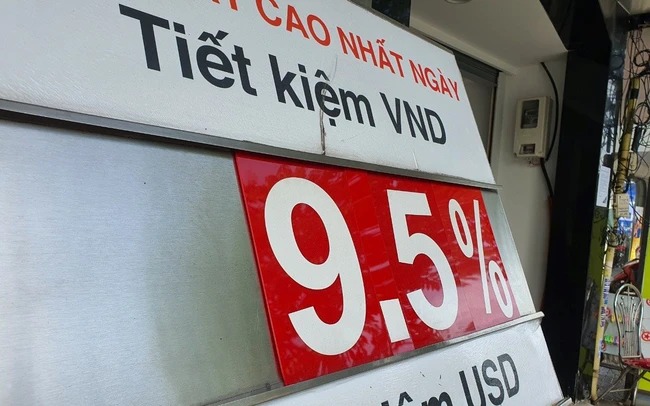 CAO NHẤT NGÀY
Tiết kiệm VND
9.5%
USD